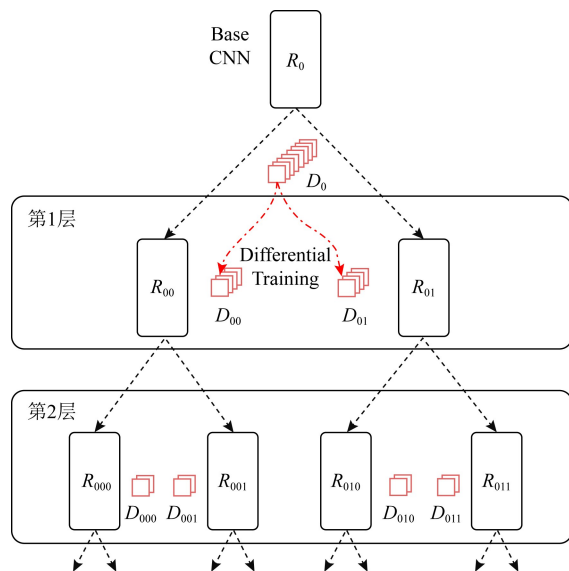 Base
CNN
R₀
D₀
第1层
Differential
Training
R₀₀
D₀₀
D₀₁
R₀₁
第2层
R₀₀₀
D₀₀₀
D₀₀₁
R₀₀₁
R₀₁₀
D₀₁₀
D₀₁₁
R₀₁₁